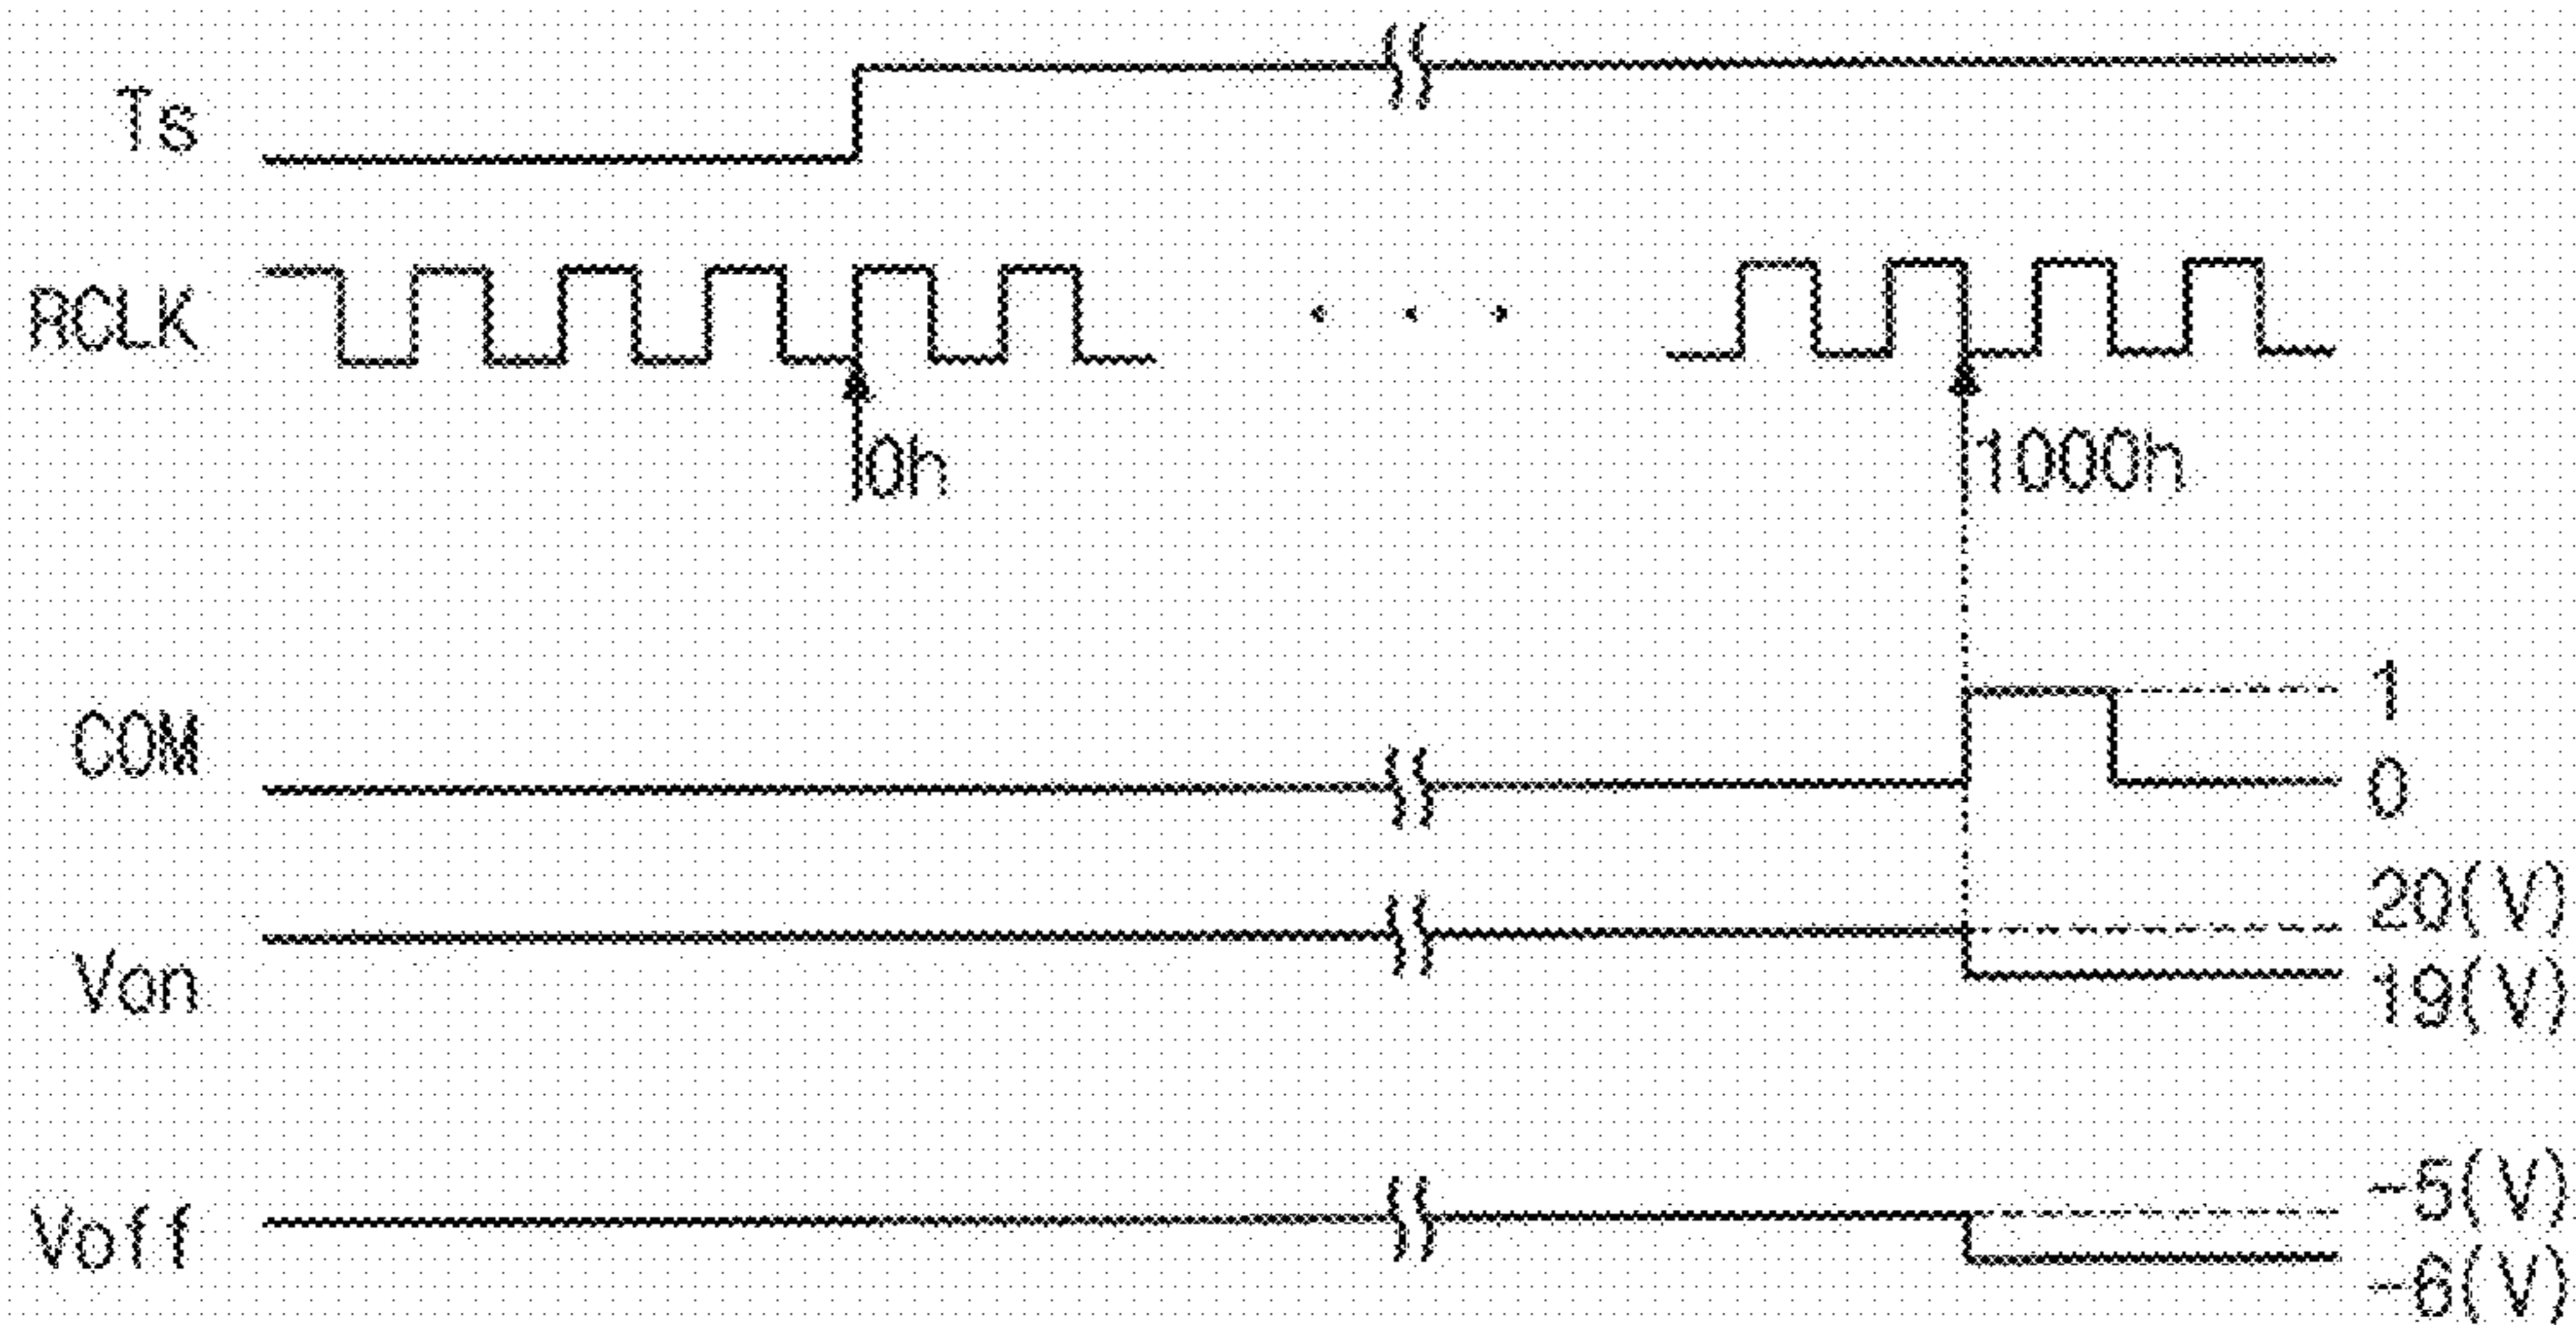 Ts
RCLK
0h
1000h
COM
1
0
Von
20(V)
19(V)
Voff
-5(V)
-6(V)